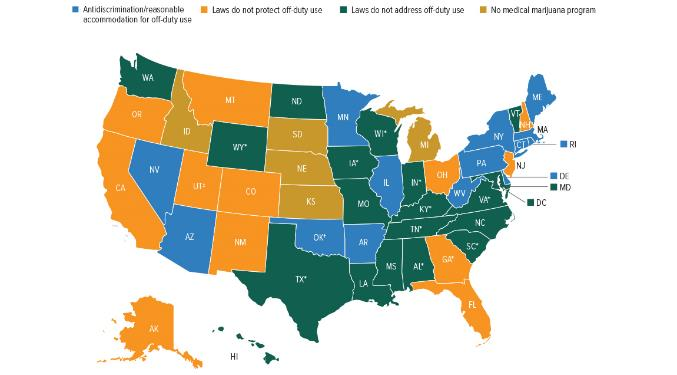 Antidiscrimination/reasonable
accommodation for off-duty use
Laws do not protect off-duty use
Laws do not address off-duty use
No medical marijuana program
WA
MT
ND
MN
ME
VT
NH
MA
OR
ID
SD
WI*
MI
NY
CT
RI
WY*
NE
IA*
PA
NJ
NV
UT‡
CO
KS
IL
IN*
OH
WV
DE
MD
DC
CA
MO
KY*
VA*
AZ
NM
OK†
AR
TN*
NC
SC*
TX*
LA
MS
AL*
GA*
FL
AK
HI